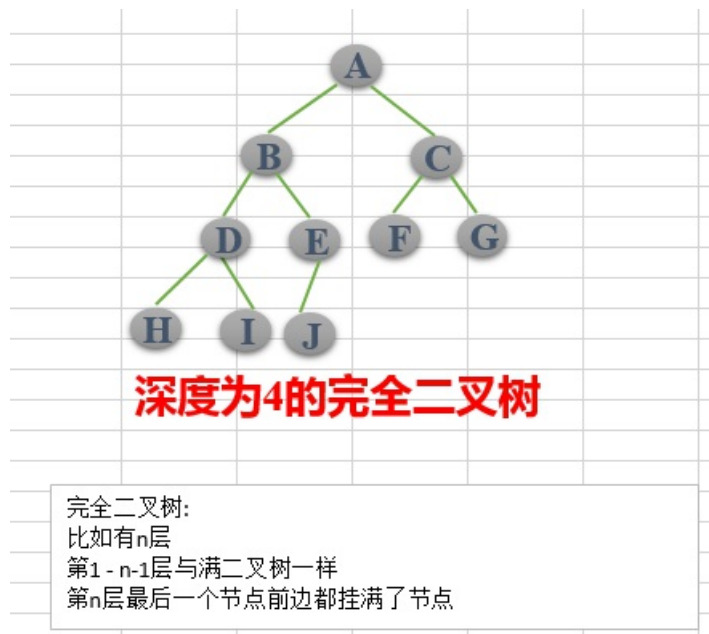 A
B C
D E F G
H I J
深度为4的完全二叉树
完全二叉树:
比如有n层
第1 - n-1层与满二叉树一样
第n层最后一个节点前边都挂满了节点